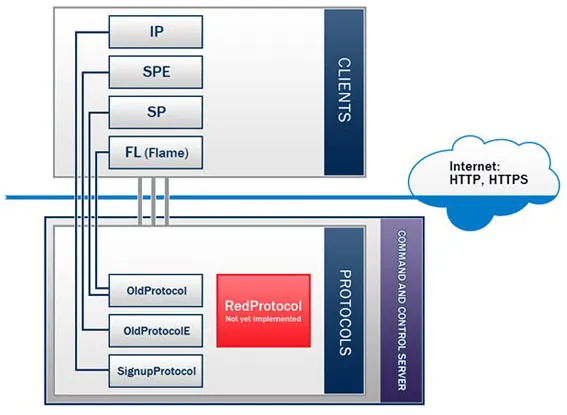 IP
SPE
SP
FL (Flame)
CLIENTS
Internet:
HTTP, HTTPS
OldProtocol
OldProtocolE
SignupProtocol
RedProtocol
Not yet implemented
PROTOCOLS
COMMAND AND CONTROL SERVER